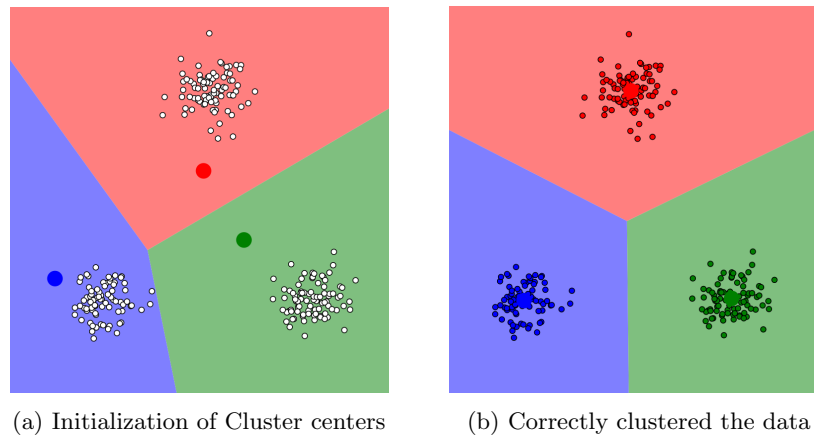 (a) Initialization of Cluster centers
(b) Correctly clustered the data